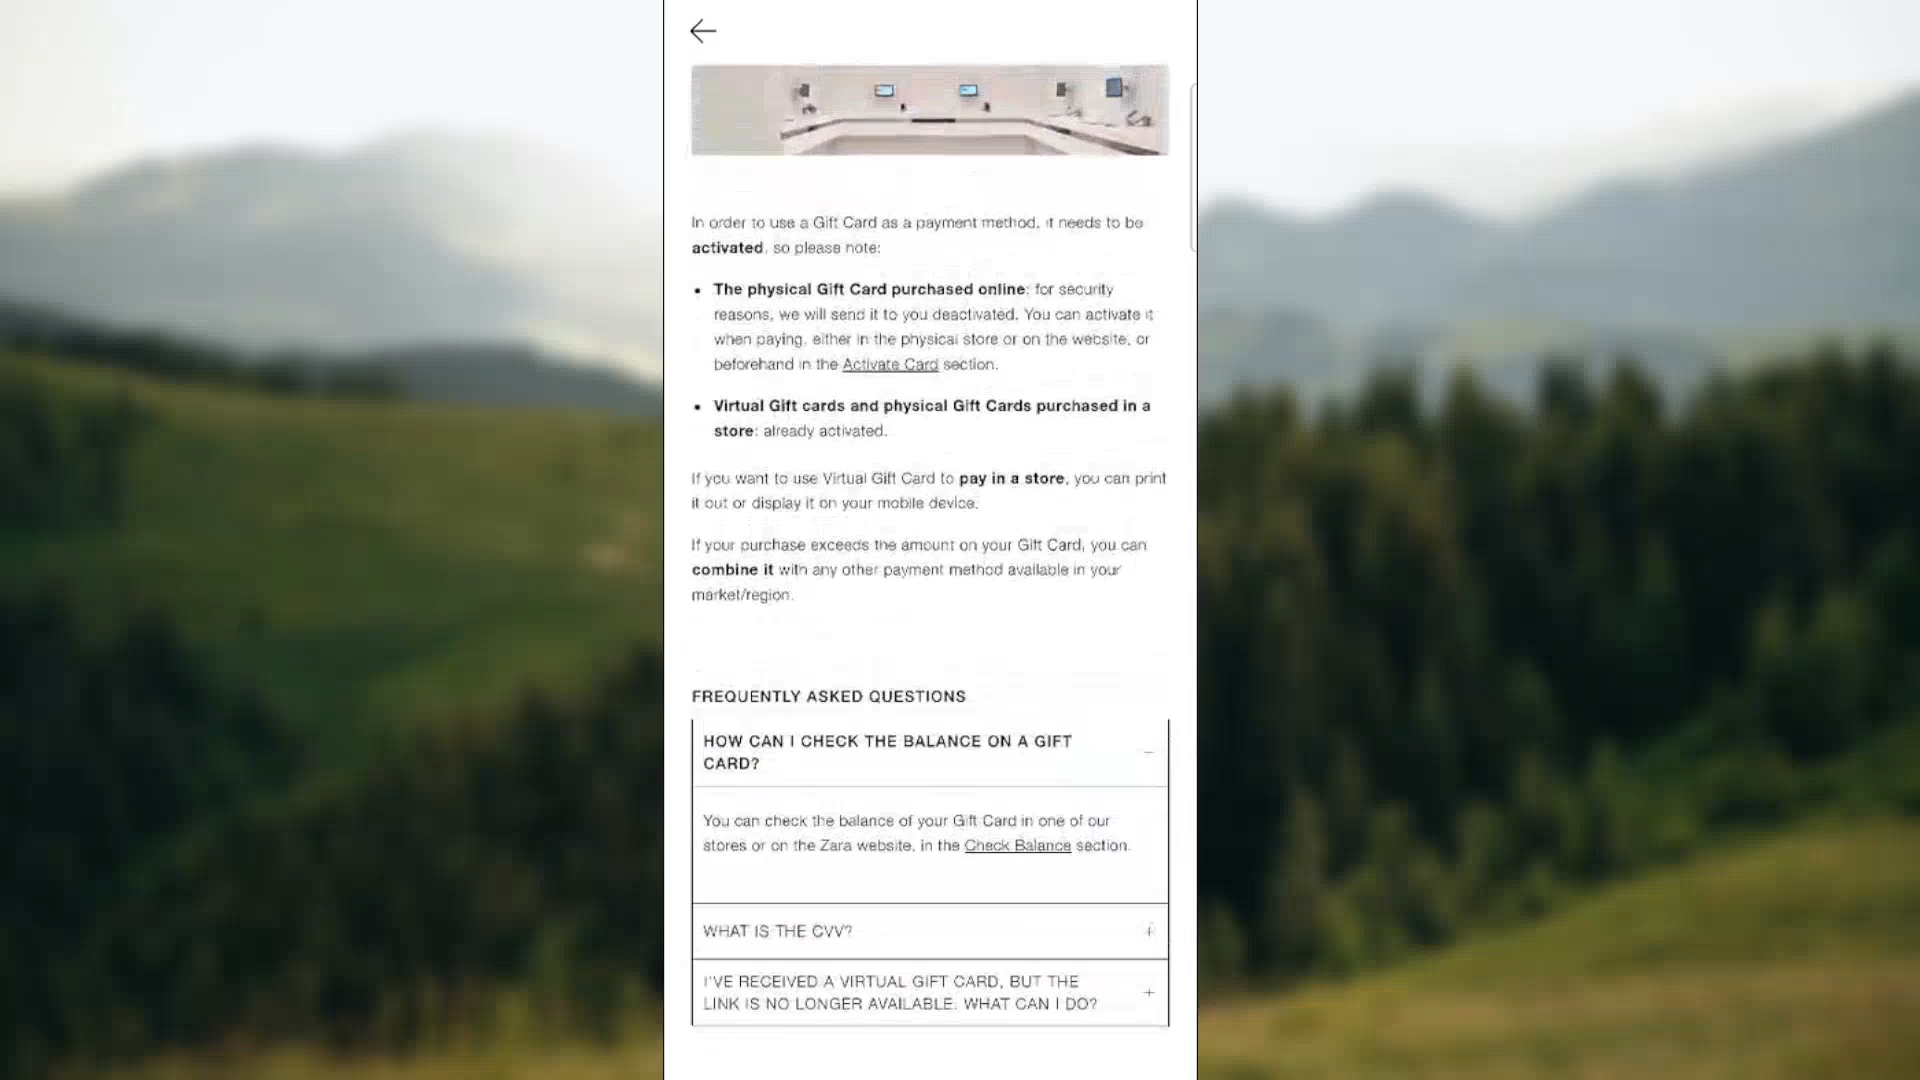 In order to use a Gift Card as a payment method, it needs to be
activated, so please note:
• The physical Gift Card purchased online: for security
reasons, we will send it to you deactivated. You can activate it
when paying, either in the physical store or on the website, or
beforehand in the Activate Card section.
• Virtual Gift cards and physical Gift Cards purchased in a
store: already activated.
If you want to use Virtual Gift Card to pay in a store, you can print
it out or display it on your mobile device.
If your purchase exceeds the amount on your Gift Card, you can
combine it with any other payment method available in your
market/region.
FREQUENTLY ASKED QUESTIONS
HOW CAN I CHECK THE BALANCE ON A GIFT
CARD?
You can check the balance of your Gift Card in one of our
stores or on the Zara website, in the Check Balance section.
WHAT IS THE CVV?
I'VE RECEIVED A VIRTUAL GIFT CARD, BUT THE
LINK IS NO LONGER AVAILABLE. WHAT CAN I DO?